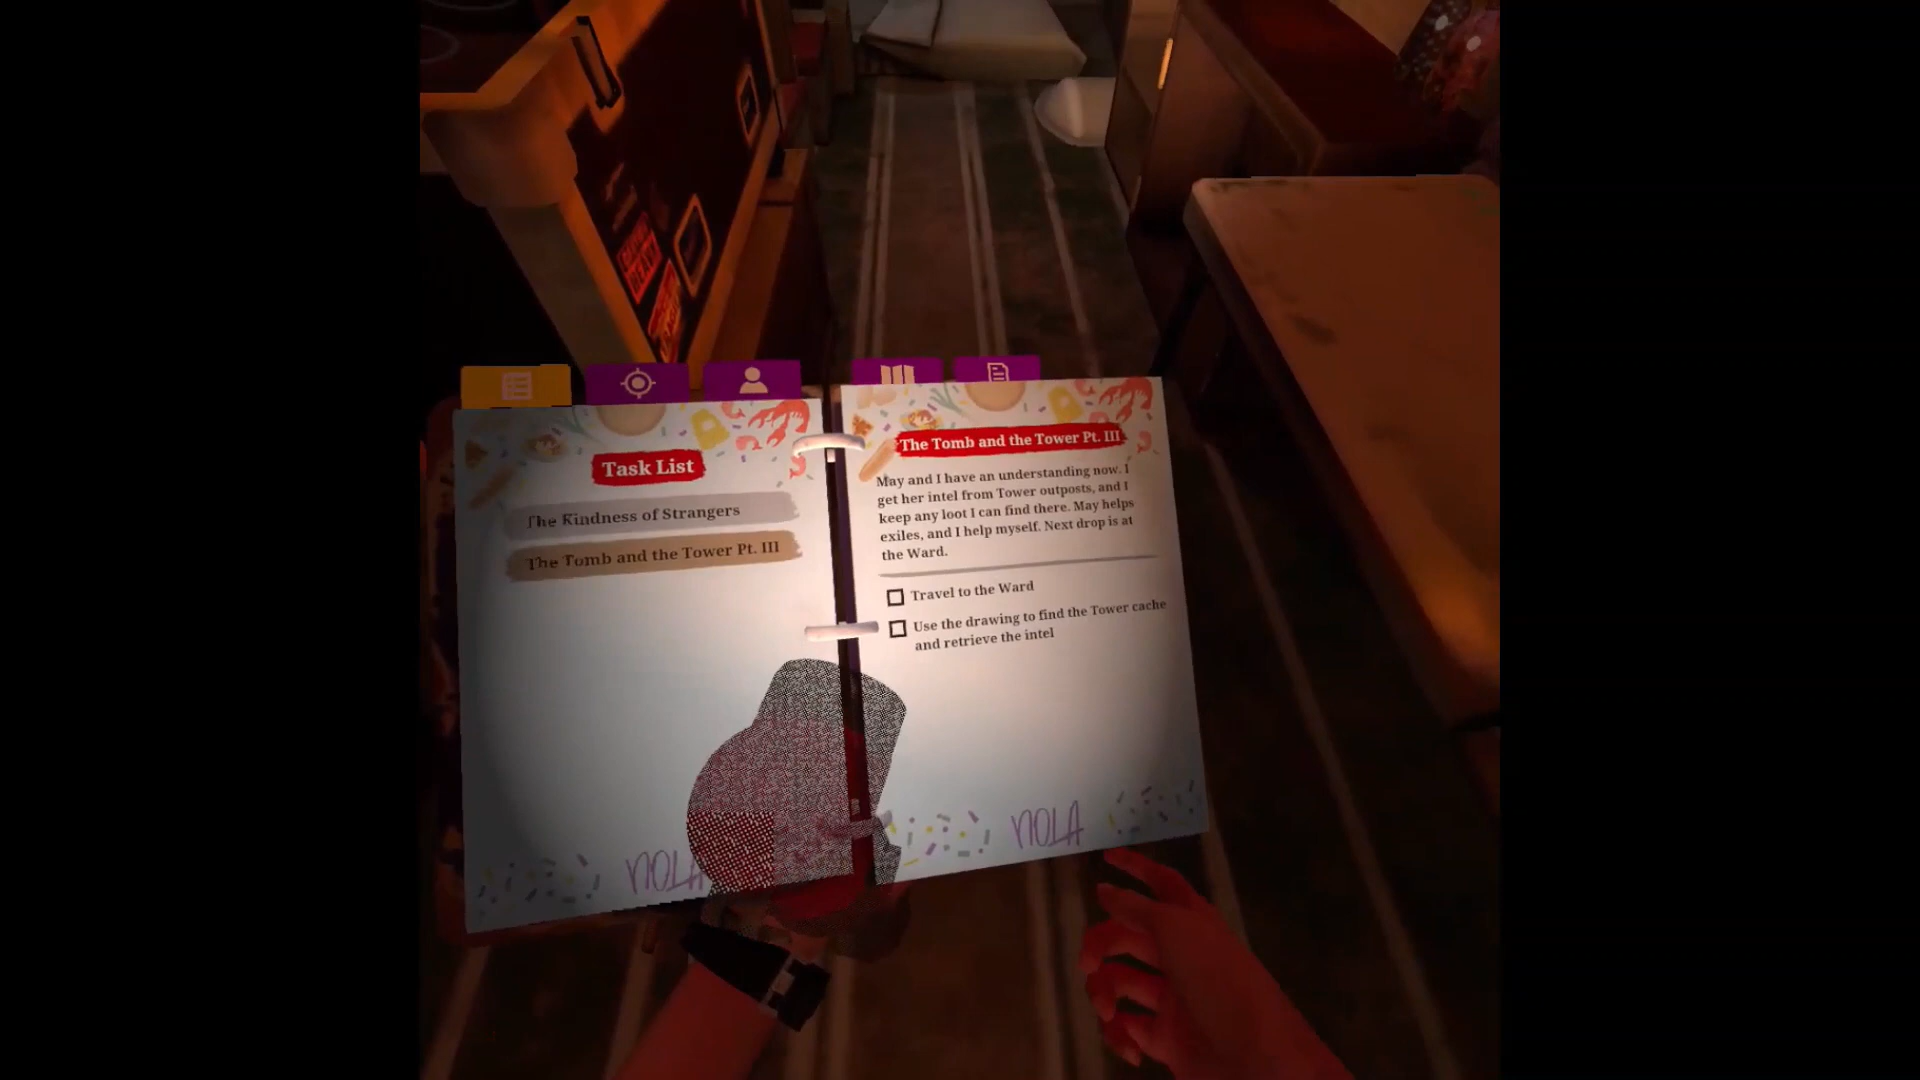 Task List
The Kindness of Strangers
The Tomb and the Tower Pt. III
NOLA
The Tomb and the Tower Pt. III
May and I have an understanding now. I
get her intel from Tower outposts, and I
keep any loot I can find there. May helps
exiles, and I help myself. Next drop is at
the Ward.
Travel to the Ward
Use the drawing to find the Tower cache
and retrieve the intel
NOLA